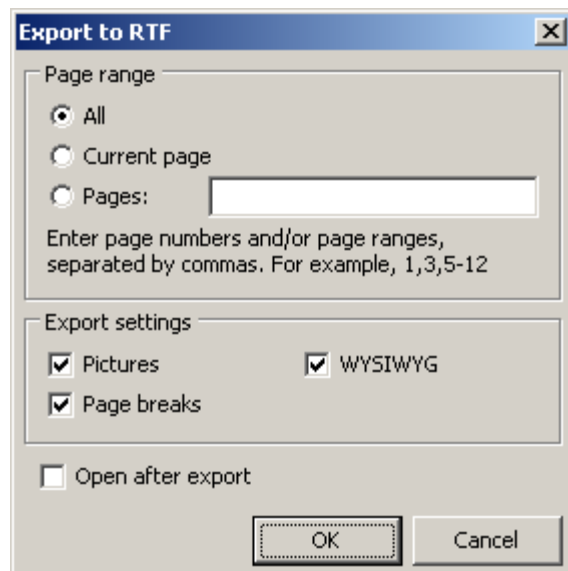 Export to RTF
Page range
All
Current page
Pages:
Enter page numbers and/or page ranges,
separated by commas. For example, 1,3,5-12
Export settings
Pictures WYSIWYG
Page breaks
Open after export
OK Cancel